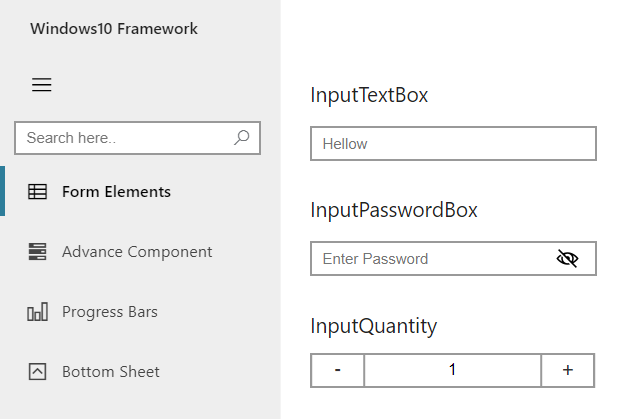 Windows10 Framework
Search here..
Form Elements
Advance Component
Progress Bars
Bottom Sheet
InputTextBox
Hellow
InputPasswordBox
Enter Password
InputQuantity
- 1 +